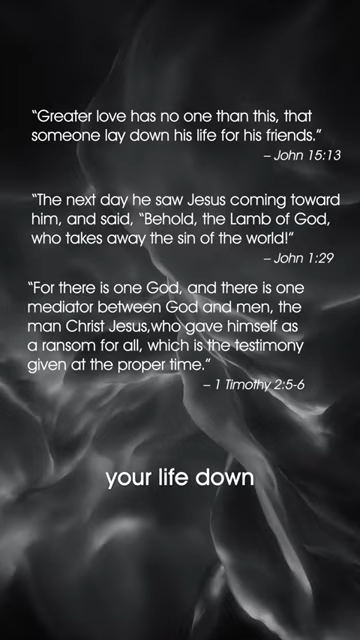 “Greater love has no one than this, that
someone lay down his life for his friends.”
– John 15:13
“The next day he saw Jesus coming toward
him, and said, “Behold, the Lamb of God,
who takes away the sin of the world!”
– John 1:29
“For there is one God, and there is one
mediator between God and men, the
man Christ Jesus,who gave himself as
a ransom for all, which is the testimony
given at the proper time.”
– 1 Timothy 2:5-6
your life down